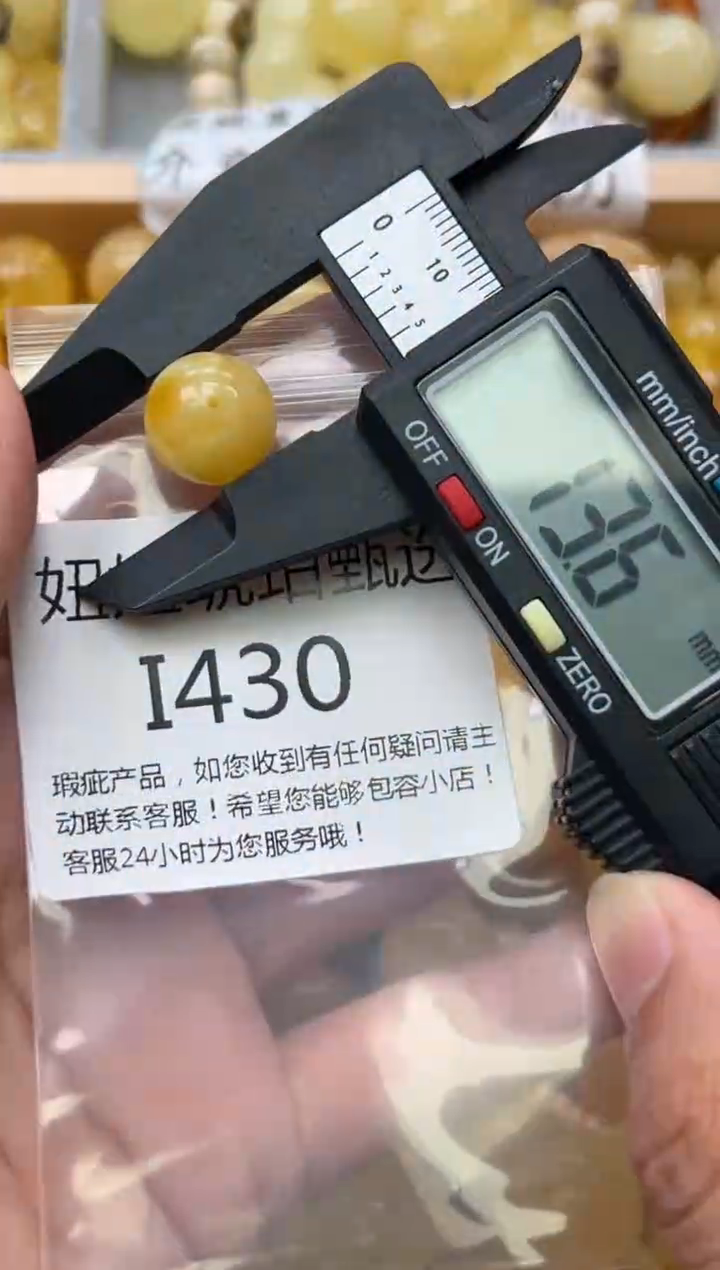 0
10
1 2 3 4 5
mm/inch
OFF
ON
13.6
mm
ZERO
I430
瑕疵产品，如您收到有任何疑问请主
动联系客服！希望您能够包容小店！
客服24小时为您服务哦！